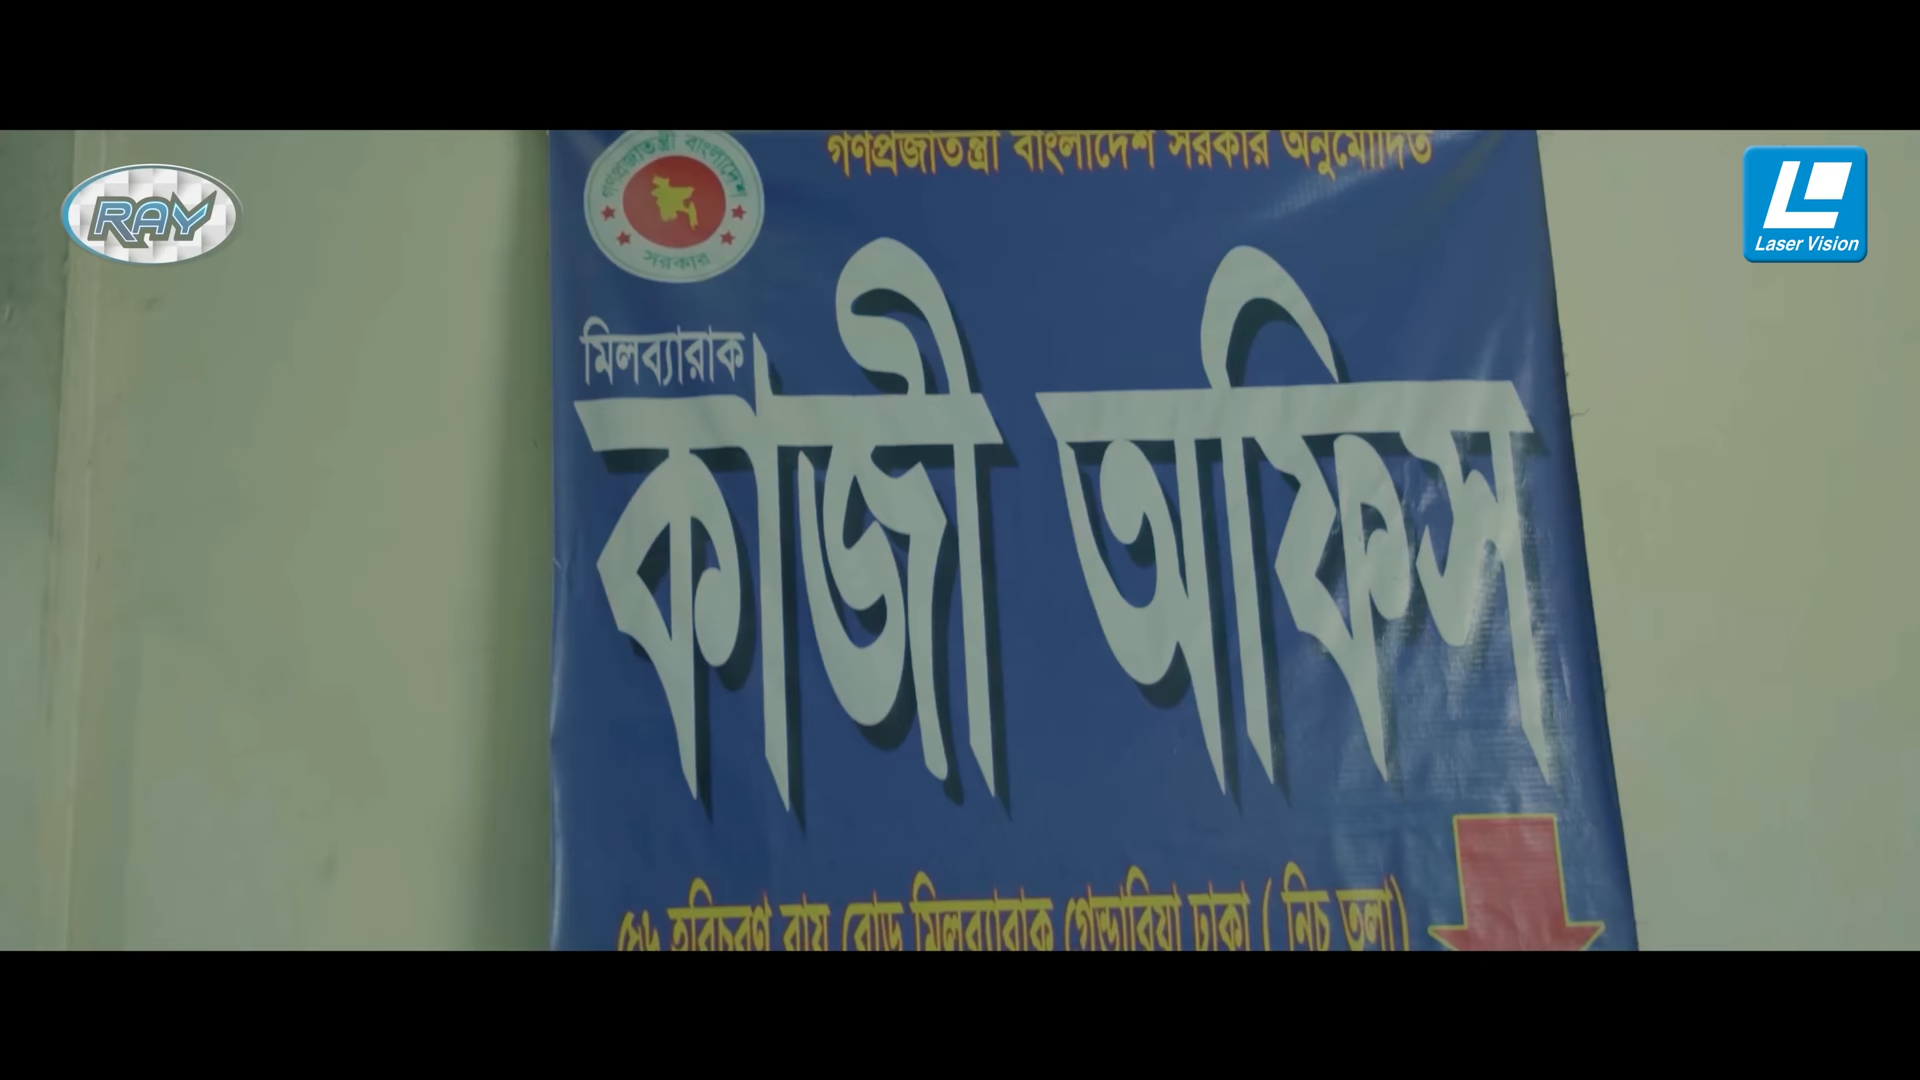 RAY
Laser Vision
গণপ্রজাতন্ত্রী বাংলাদেশ সরকার অনুমোদিত
গণপ্রজাতন্ত্রী বাংলাদেশ
সরকার
মিলব্যারাক
কাজী অফিস
হরিচরণ রায় রোড মিলব্যারাক গেন্ডারিয়া ঢাকা ( নিচ তলা)